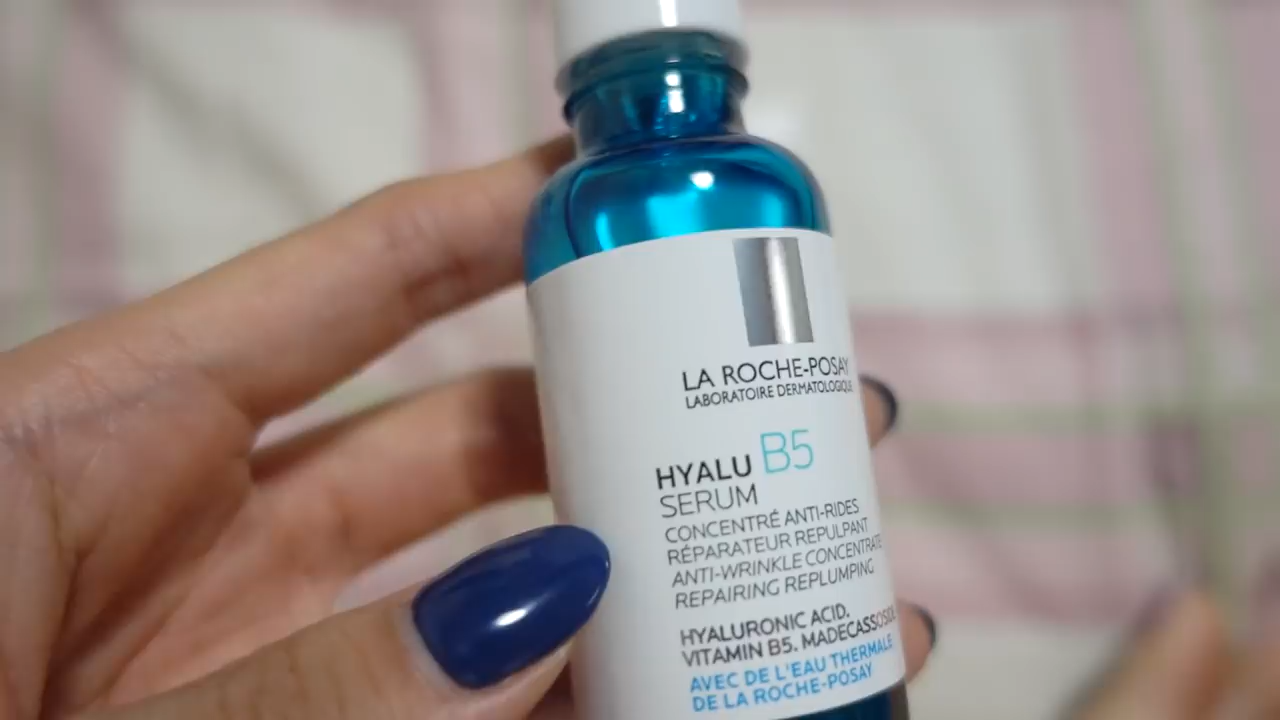 LA ROCHE-POSAY
LABORATOIRE DERMATOLOGIQUE
HYALU B5
SERUM
CONCENTRÉ ANTI-RIDES
RÉPARATEUR REPULPANT
ANTI-WRINKLE CONCENTRATE
REPAIRING REPLUMPING
HYALURONIC ACID.
VITAMIN B5. MADECASSOSIDE
AVEC DE L'EAU THERMALE
DE LA ROCHE-POSAY